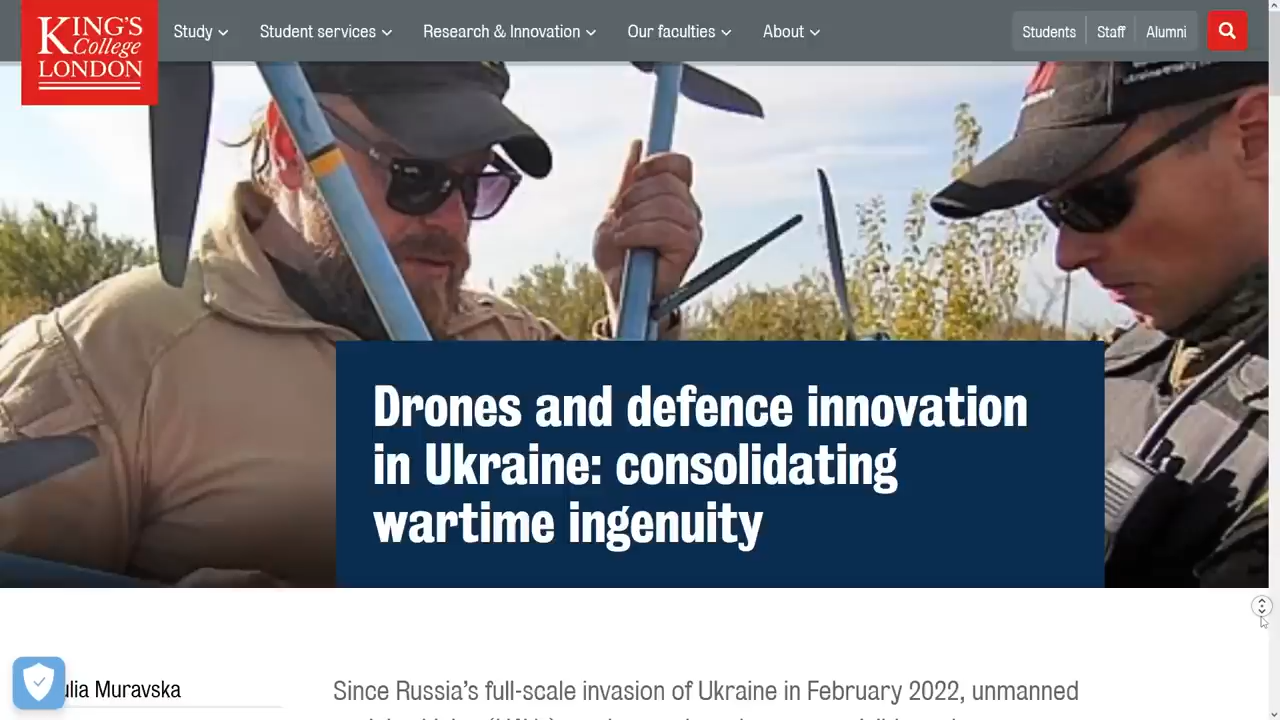 KING'S
College
LONDON
Study
Student services
Research & Innovation
Our faculties
About
Students
Staff
Alumni
Drones and defence innovation
in Ukraine: consolidating
wartime ingenuity
ulia Muravska
Since Russia's full-scale invasion of Ukraine in February 2022, unmanned